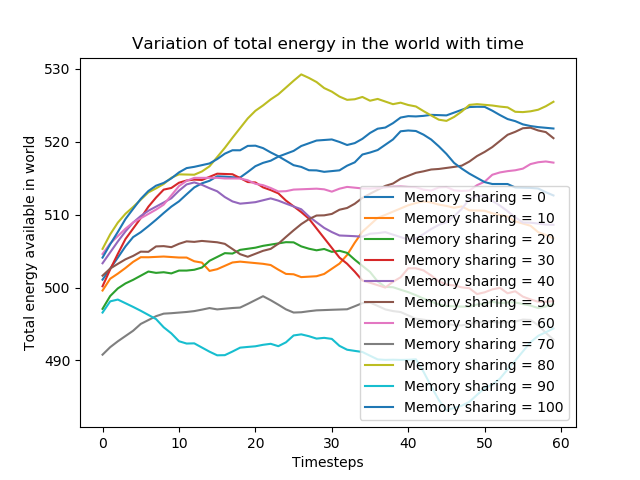 Variation of total energy in the world with time
Total energy available in world
530
520
510
500
490
0
10
20
30
40
50
60
Timesteps
Memory sharing = 0
Memory sharing = 10
Memory sharing = 20
Memory sharing = 30
Memory sharing = 40
Memory sharing = 50
Memory sharing = 60
Memory sharing = 70
Memory sharing = 80
Memory sharing = 90
Memory sharing = 100